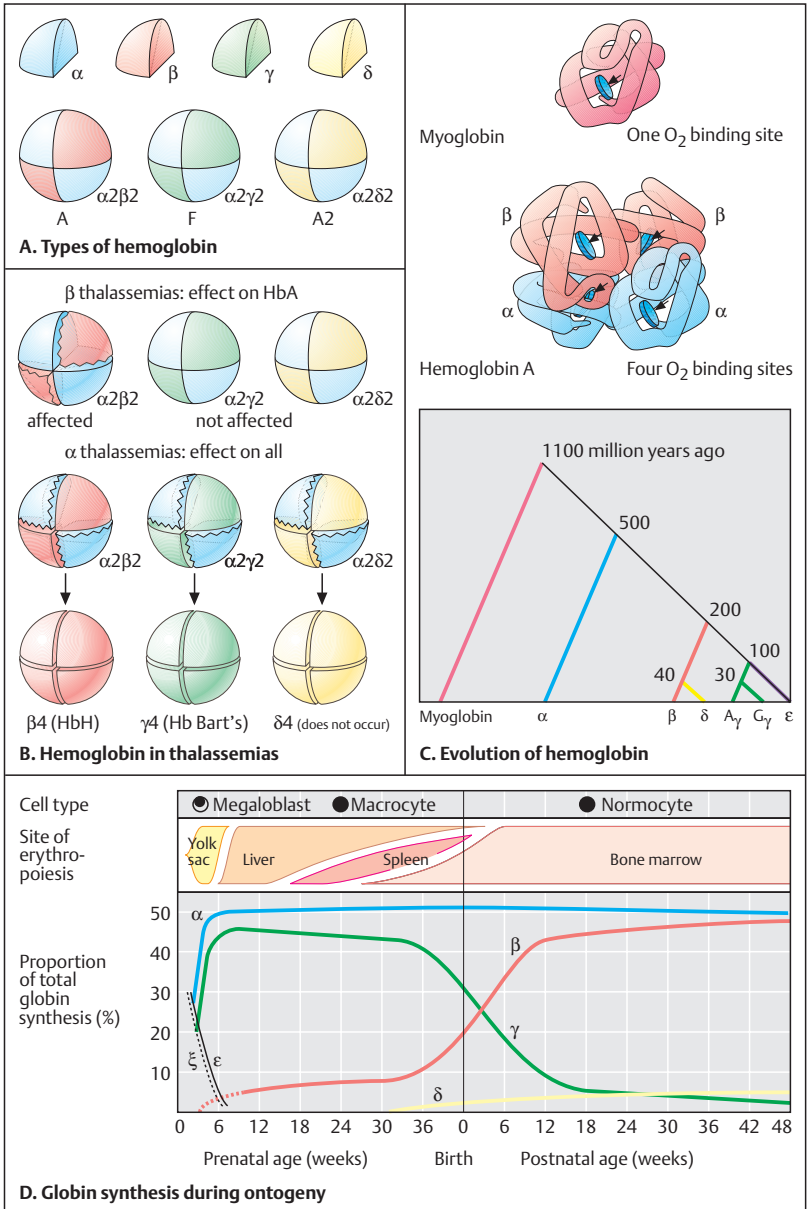 α β γ δ
α2β2 α2γ2 α2δ2
A F A2
A. Types of hemoglobin
β thalassemias: effect on HbA
α2β2 α2γ2 α2δ2
affected not affected
α thalassemias: effect on all
α2β2 α2γ2 α2δ2
β4 (HbH) γ4 (Hb Bart's) δ4 (does not occur)
B. Hemoglobin in thalassemias
Myoglobin One O2 binding site
β β
α α
Hemoglobin A Four O2 binding sites
1100 million years ago
500
200
100
40 30
Myoglobin α β δ Aγ Gγ ε
C. Evolution of hemoglobin
Cell type Megaloblast Macrocyte Normocyte
Site of
erythro-
poiesis
Yolk
sac
Liver Spleen Bone marrow
Proportion
of total
globin
synthesis (%)
50
40
30
20
10
α
β
γ
ξ ε
δ
0 6 12 18 24 30 36 0 6 12 18 24 30 36 42 48
Prenatal age (weeks) Birth Postnatal age (weeks)
D. Globin synthesis during ontogeny